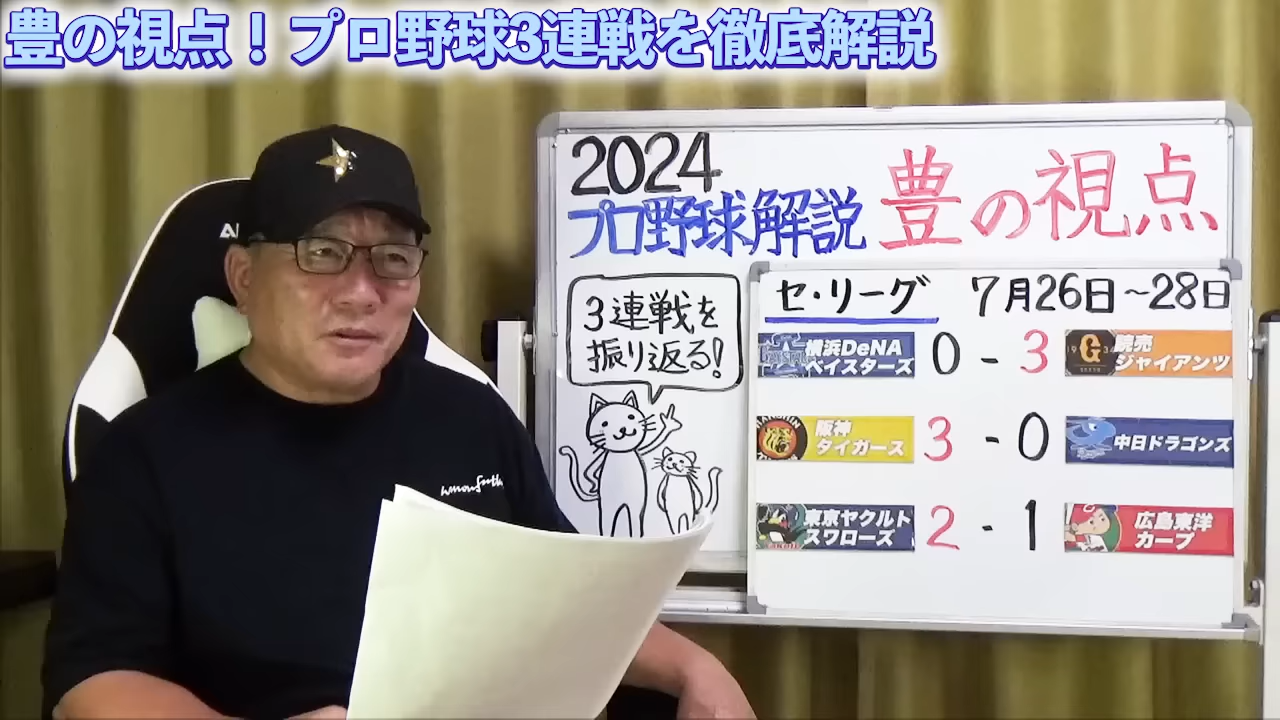 豊の視点！プロ野球3連戦を徹底解説
2024
プロ野球解説 豊の視点
3連戦を
振り返る!
セ・リーグ 7月26日~28日
横浜DeNA
ベイスターズ
0 - 3
読売
ジャイアンツ
阪神
タイガース
3 - 0
中日ドラゴンズ
東京ヤクルト
スワローズ
2 - 1
広島東洋
カープ